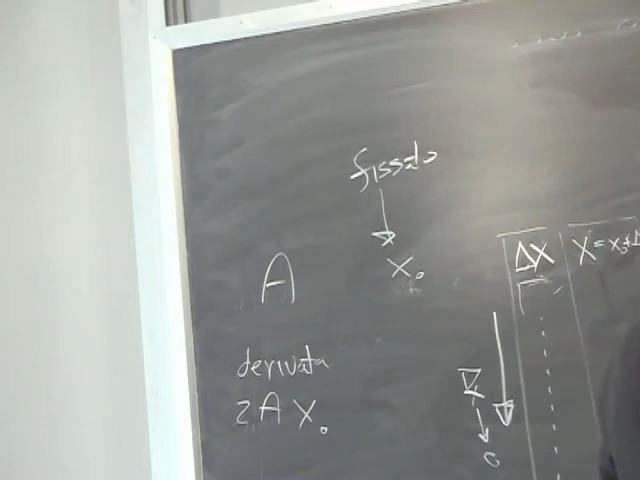 fissato
X₀
A
derivata
2AX₀
ΔX
X = X₀+Δ